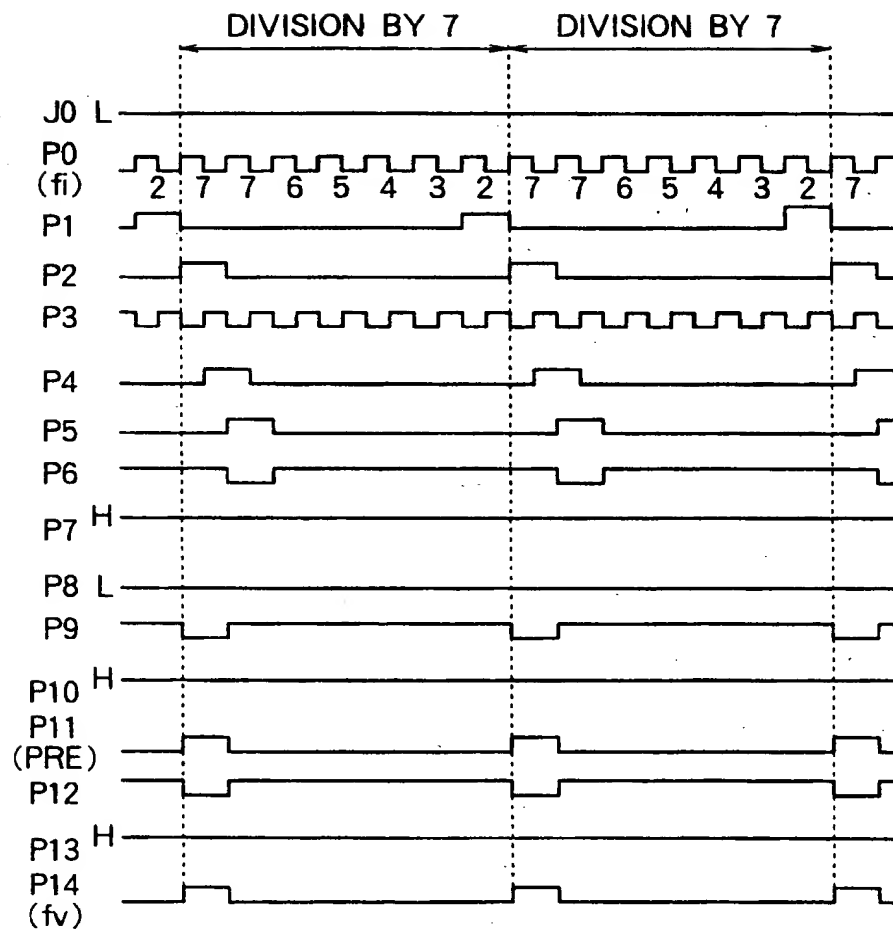 DIVISION BY 7 DIVISION BY 7
J0 L
P0
(fi)
2 7 7 6 5 4 3 2 7 7 6 5 4 3 2 7
P1
P2
P3
P4
P5
P6
P7 H
P8 L
P9
P10 H
P11
(PRE)
P12
P13 H
P14
(fv)